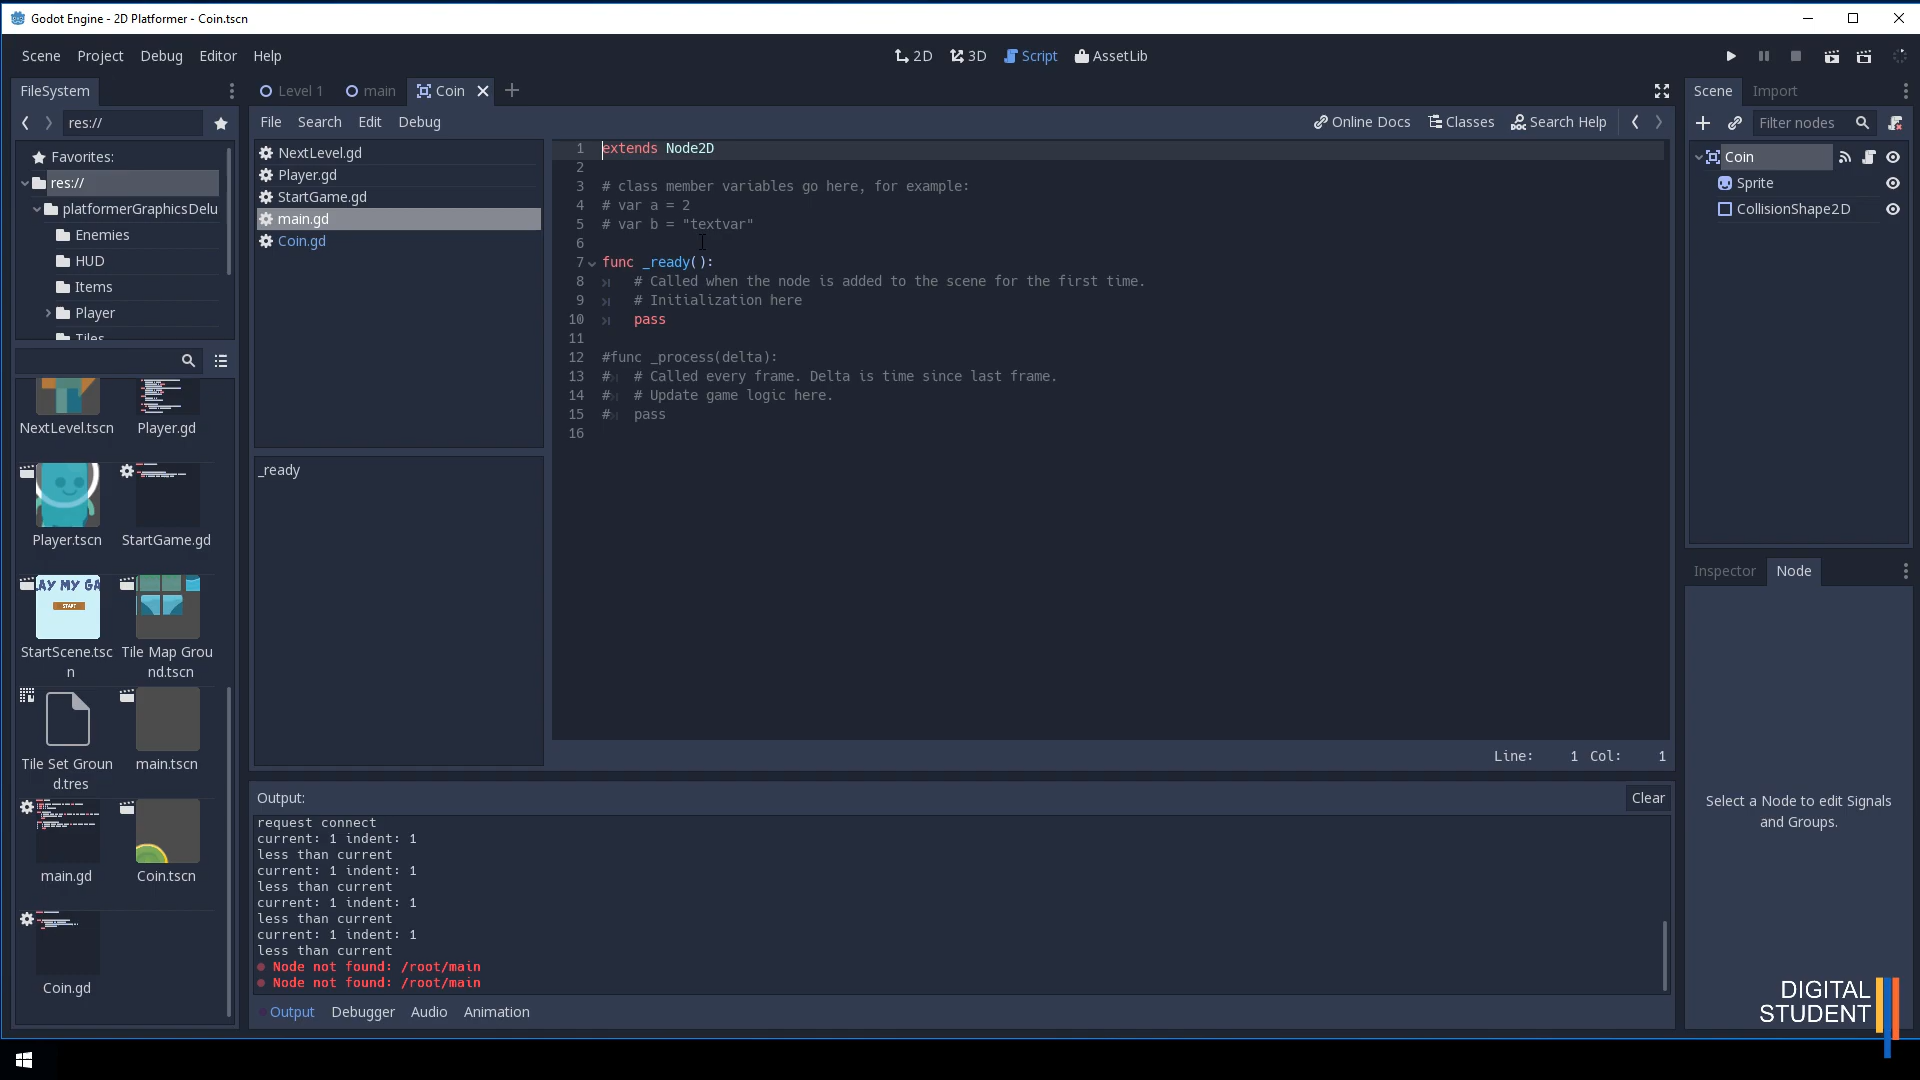 Godot Engine - 2D Platformer - Coin.tscn
Scene Project Debug Editor Help
2D 3D Script AssetLib
FileSystem
res://
Favorites:
res://
platformerGraphicsDelu
Enemies
HUD
Items
Player
Tiles
NextLevel.tscn
Player.gd
Player.tscn
StartGame.gd
LAY MY GA
START
StartScene.tsc
n
Tile Map Grou
nd.tscn
Tile Set Groun
d.tres
main.tscn
main.gd
Coin.tscn
Coin.gd
Level 1 main Coin
File Search Edit Debug
Online Docs Classes Search Help
NextLevel.gd
Player.gd
StartGame.gd
main.gd
Coin.gd
_ready
1 extends Node2D
2
3 # class member variables go here, for example:
4 # var a = 2
5 # var b = "textvar"
6
7 func _ready():
8 # Called when the node is added to the scene for the first time.
9 # Initialization here
10 pass
11
12 #func _process(delta):
13 # # Called every frame. Delta is time since last frame.
14 # # Update game logic here.
15 # pass
16
Line: 1 Col: 1
Output:
Clear
request connect
current: 1 indent: 1
less than current
current: 1 indent: 1
less than current
current: 1 indent: 1
less than current
current: 1 indent: 1
less than current
Node not found: /root/main
Node not found: /root/main
Output Debugger Audio Animation
Scene Import
Filter nodes
Coin
Sprite
CollisionShape2D
Inspector Node
Select a Node to edit Signals
and Groups.
DIGITAL
STUDENT